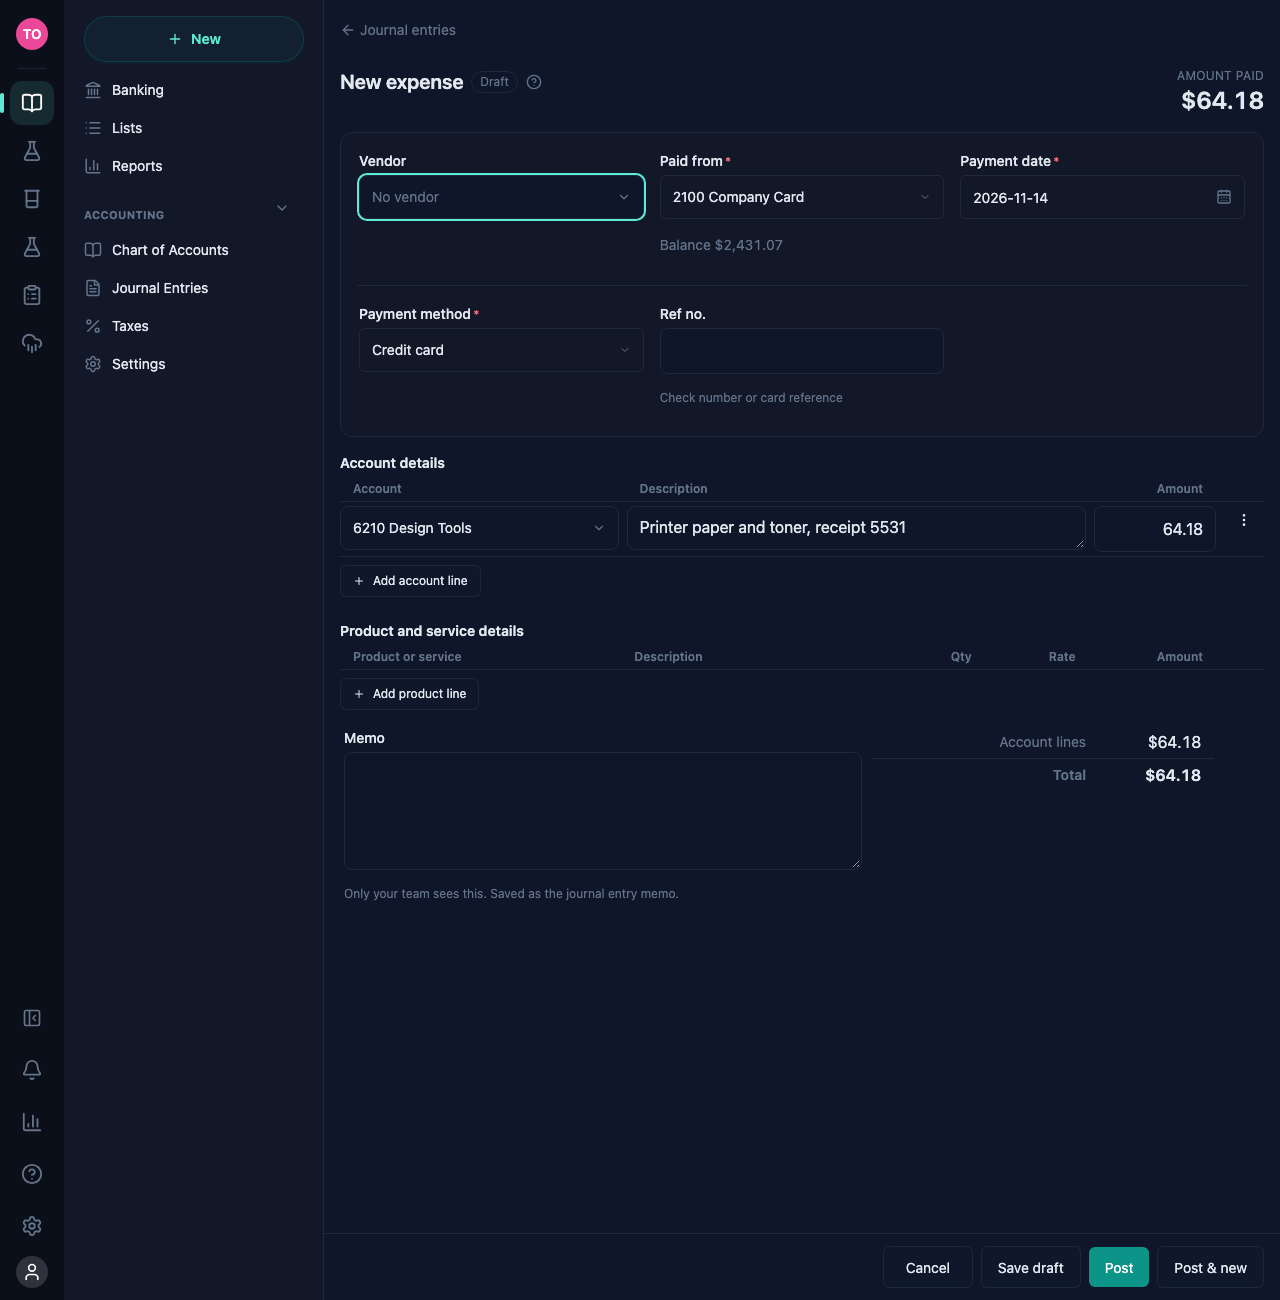 TO
New
Banking
Lists
Reports
ACCOUNTING
Chart of Accounts
Journal Entries
Taxes
Settings
Journal entries
New expense Draft
AMOUNT PAID
$64.18
Vendor
No vendor
Paid from *
2100 Company Card
Balance $2,431.07
Payment date *
2026-11-14
Payment method *
Credit card
Ref no.
Check number or card reference
Account details
Account Description Amount
6210 Design Tools Printer paper and toner, receipt 5531 64.18
Add account line
Product and service details
Product or service Description Qty Rate Amount
Add product line
Memo
Only your team sees this. Saved as the journal entry memo.
Account lines $64.18
Total $64.18
Cancel Save draft Post Post & new